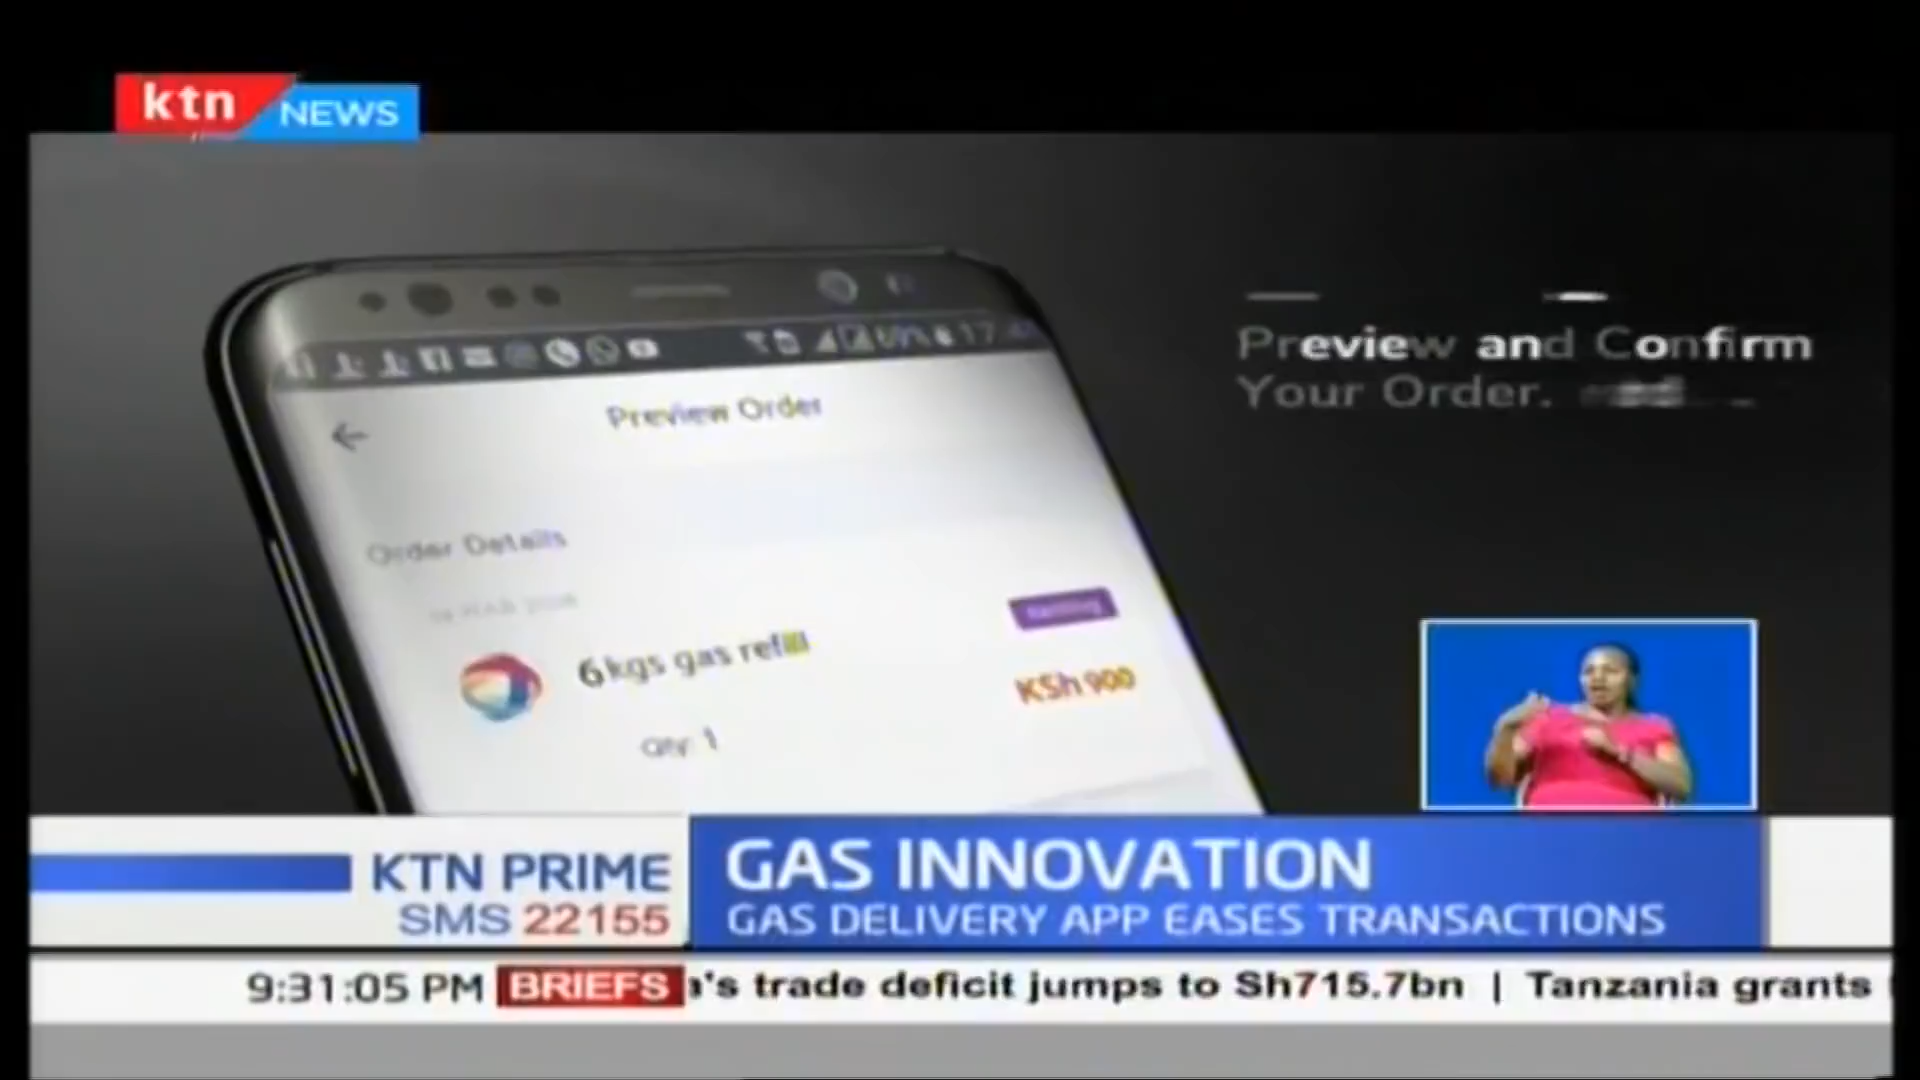 ktn NEWS
Preview and Confirm
Your Order.
Preview Order
Order Details
6 kgs gas refill
KSh 900
Qty: 1
KTN PRIME
SMS 22155
GAS INNOVATION
GAS DELIVERY APP EASES TRANSACTIONS
9:31:05 PM BRIEFS a's trade deficit jumps to Sh715.7bn | Tanzania grants